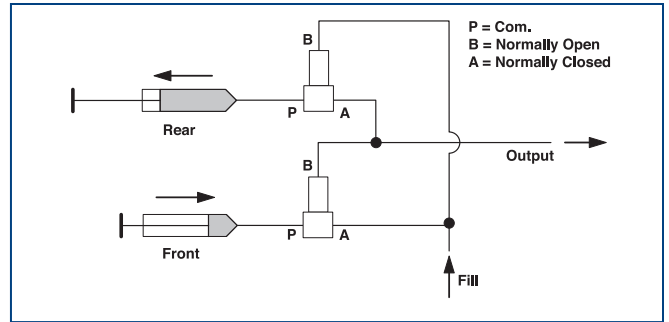 P = Com.
B = Normally Open
A = Normally Closed
B
P
A
Rear
B
Output
P
A
Front
Fill